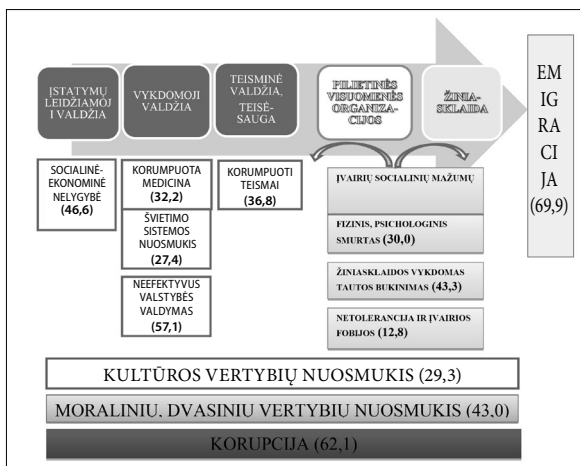 ĮSTATYMŲ
LEIDŽIAMOJ
I VALDŽIA
VYKDOMOJI
VALDŽIA
TEISMINĖ
VALDŽIA,
TEISĖ-
SAUGA
PILIETINĖS
VISUOMENĖS
ORGANIZA-
CIJOS
ŽINIA-
SKLAIDA
EM
IG
RA
CI
JA
(69,9)
SOCIALINĖ-
EKONOMINĖ
NELYGYBĖ
(46,6)
KORUMPUOTA
MEDICINA
(32,2)
ŠVIETIMO
SISTEMOS
NUOSMUKIS
(27,4)
NEEFEKTYVUS
VALSTYBĖS
VALDYMAS
(57,1)
KORUMPUOTI
TEISMAI
(36,8)
ĮVAIRIŲ SOCIALINIŲ MAŽUMŲ
FIZINIS, PSICHOLOGINIS
SMURTAS (30,0)
ŽINIASKLAIDOS VYKDOMAS
TAUTOS BUKINIMAS (43,3)
NETOLERANCIJA IR ĮVAIRIOS
FOBIJOS (12,8)
KULTŪROS VERTYBIŲ NUOSMUKIS (29,3)
MORALINIŲ, DVASINIŲ VERTYBIŲ NUOSMUKIS (43,0)
KORUPCIJA (62,1)